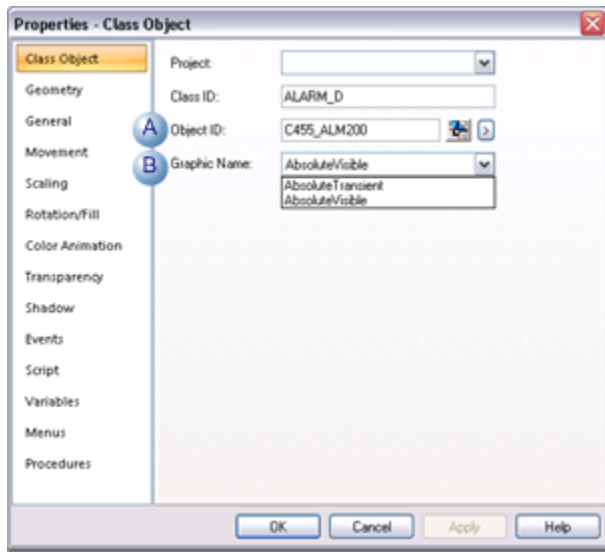 Properties - Class Object
Class Object
Geometry
General
Movement
Scaling
Rotation/Fill
Color Animation
Transparency
Shadow
Events
Script
Variables
Menus
Procedures
Project:
Class ID: ALARM_D
A Object ID: C455_ALM200 >
B Graphic Name: AbsoluteVisible
AbsoluteTransient
AbsoluteVisible
OK Cancel Apply Help